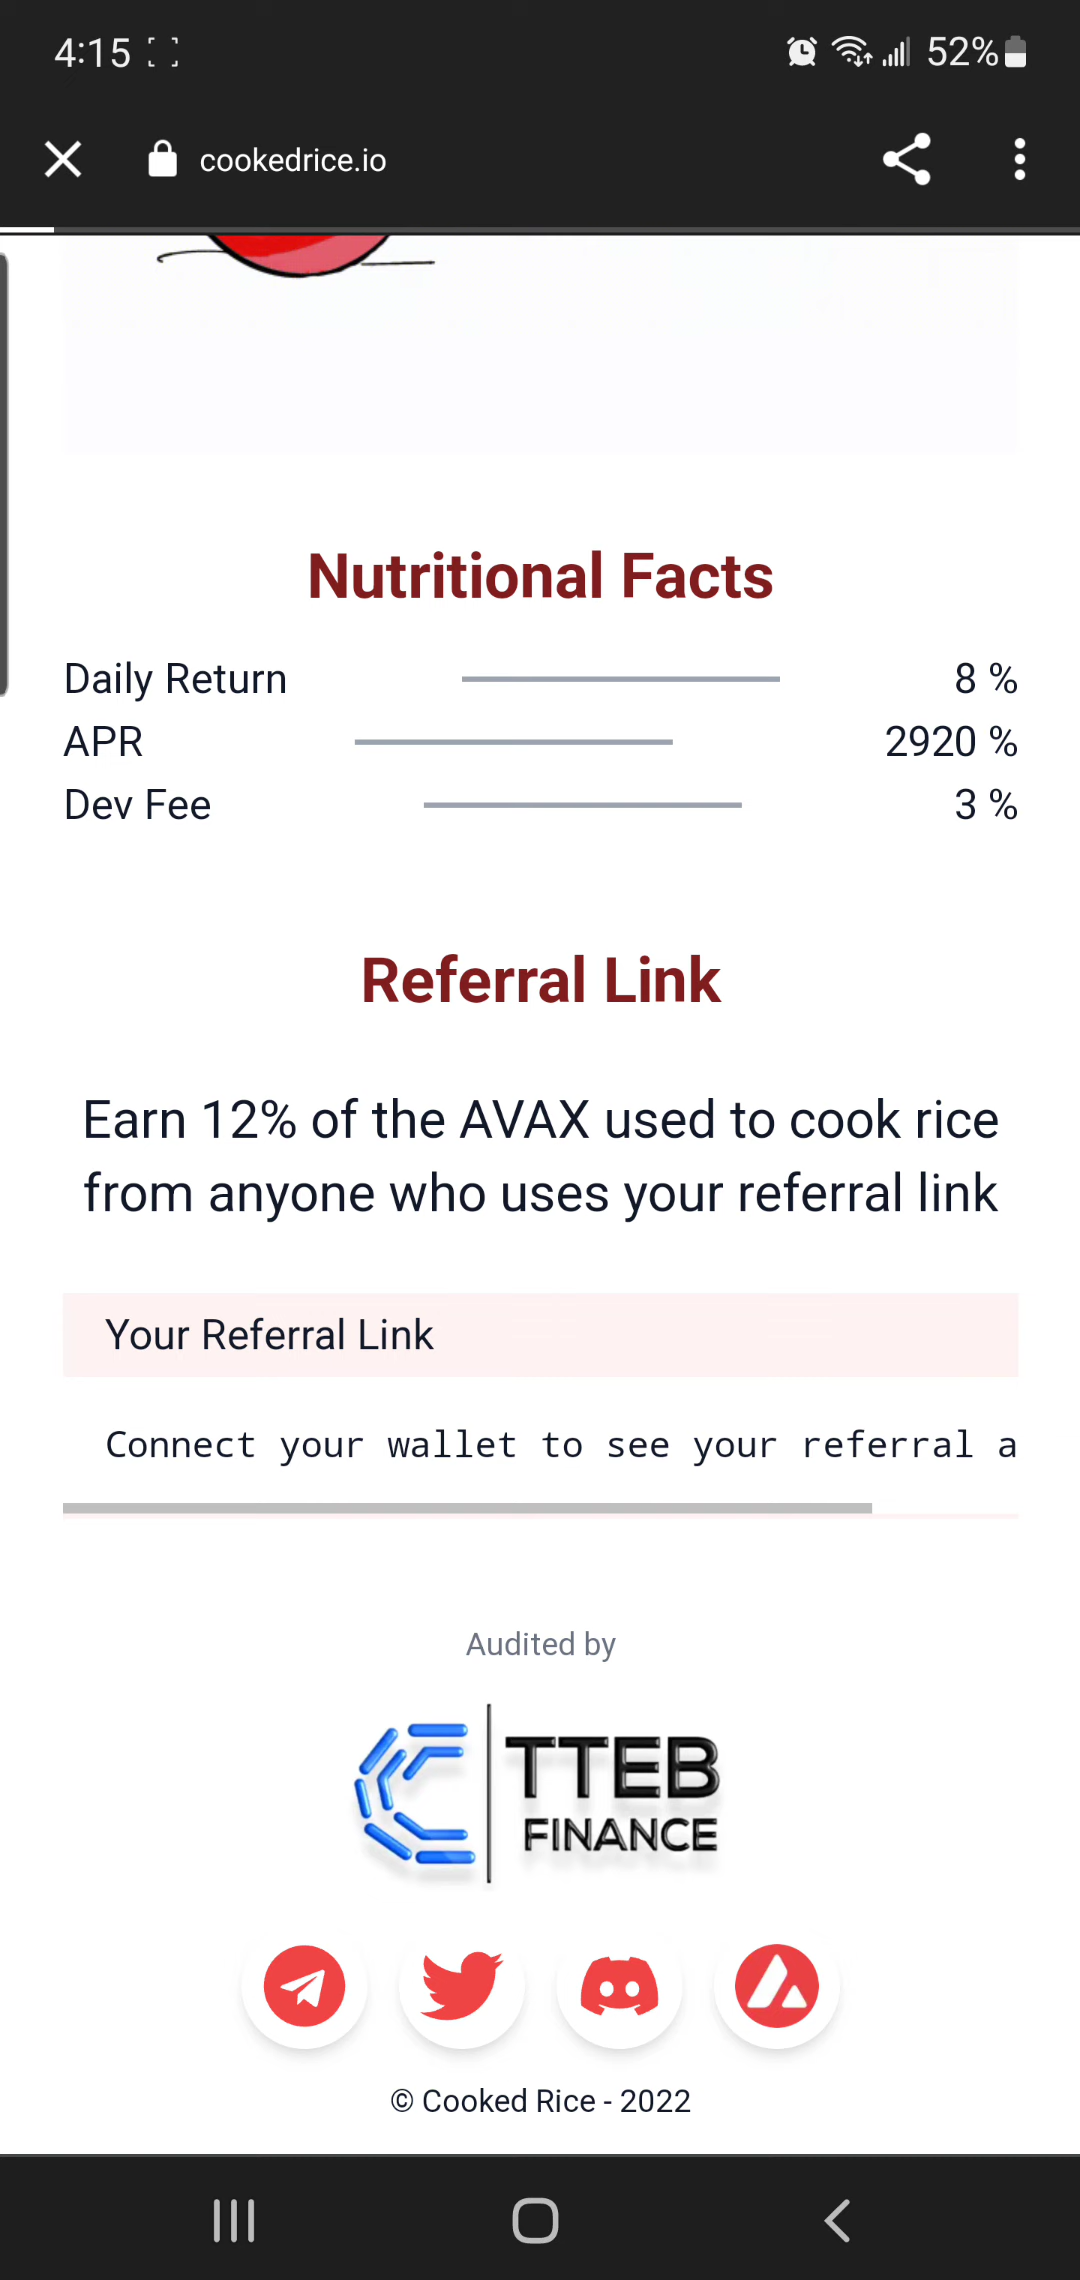 4:15
52%
cookedrice.io
Nutritional Facts
Daily Return 8 %
APR 2920 %
Dev Fee 3 %
Referral Link
Earn 12% of the AVAX used to cook rice
from anyone who uses your referral link
Your Referral Link
Connect your wallet to see your referral a
Audited by
TTEB
FINANCE
© Cooked Rice - 2022